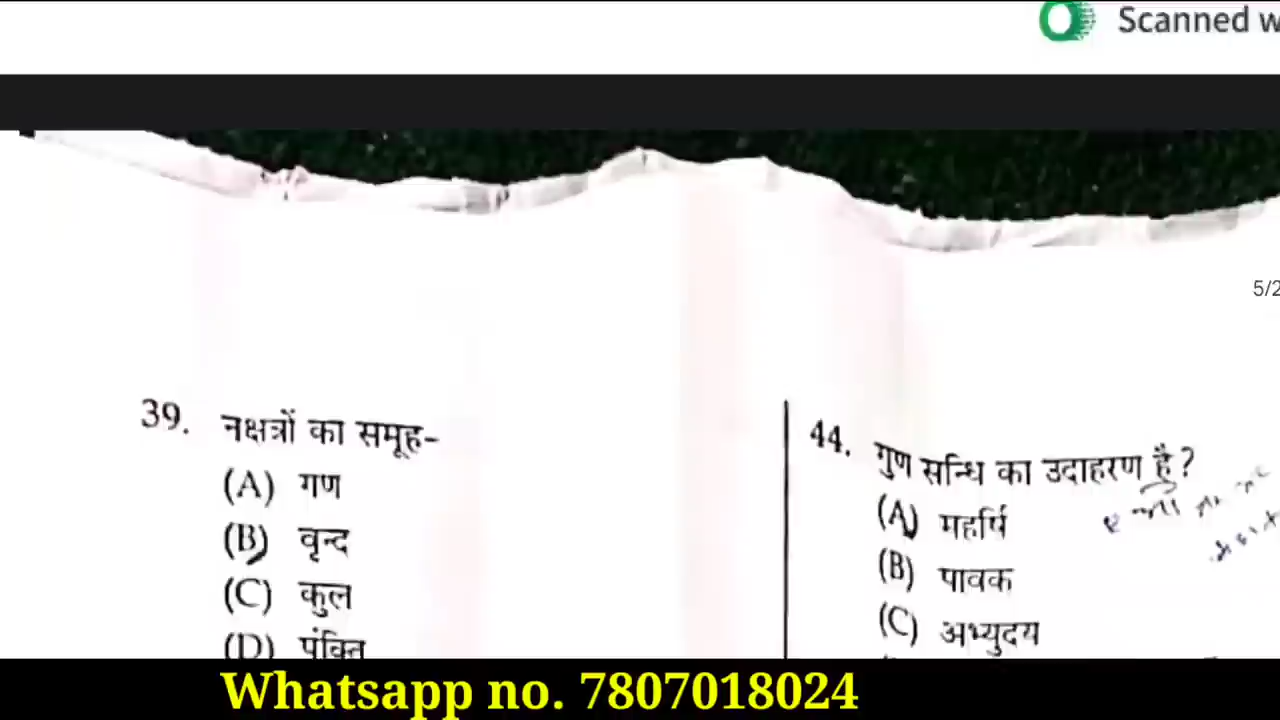 Scanned w
5/2
39. नक्षत्रों का समूह-
(A) गण
(B) वृन्द
(C) कुल
(D) पंक्ति
44. गुण सन्धि का उदाहरण है?
(A) महर्षि
(B) पावक
(C) अभ्युदय
Whatsapp no. 7807018024